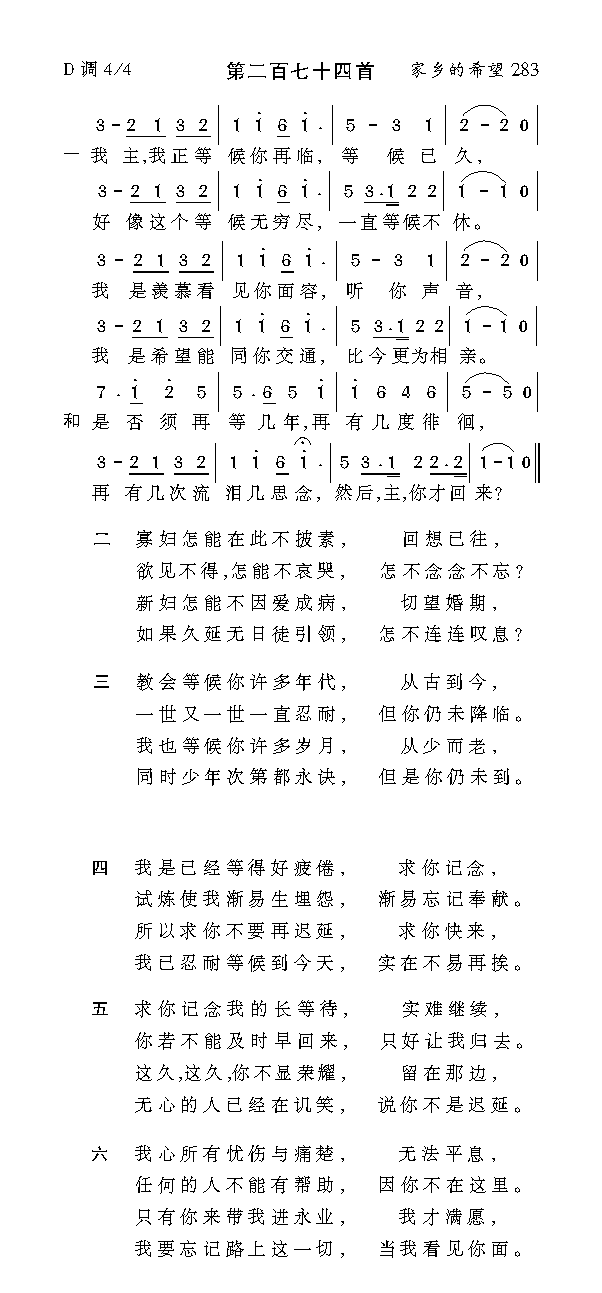 D 调 4/4 第二百七十四首 家乡的希望 283
3 - 2 1 3 2 | 1 1 6 1 . | 5 - 3 1 | 2 - 2 0 |
一 我 主,我正等 候你再临, 等 候 已 久,
3 - 2 1 3 2 | 1 1 6 1 . | 5 3 . 1 2 2 | 1 - 1 0 |
好 像这个等 候无穷尽, 一直等候不 休。
3 - 2 1 3 2 | 1 1 6 1 . | 5 - 3 1 | 2 - 2 0 |
我 是羡慕看 见你面容, 听 你 声 音,
3 - 2 1 3 2 | 1 1 6 1 . | 5 3 . 1 2 2 | 1 - 1 0 |
我 是希望能 同你交通, 比今更为相 亲。
7 . 1 2 5 | 5 . 6 5 1 | 1 6 4 6 | 5 - 5 0 |
和 是 否 须 再 等 几 年,再 有 几 度 徘 徊,
3 - 2 1 3 2 | 1 1 6 1 . | 5 3 . 1 2 2 . 2 | 1 - 1 0 ‖
再 有几次流 泪几思念, 然后,主,你才回 来?
二 寡妇怎能在此不披素, 回想已往,
欲见不得,怎能不哀哭, 怎不念念不忘?
新妇怎能不因爱成病, 切望婚期,
如果久延无日徒引领, 怎不连连叹息?
三 教会等候你许多年代, 从古到今,
一世又一世一直忍耐, 但你仍未降临。
我也等候你许多岁月, 从少而老,
同时少年次第都永诀, 但是你仍未到。
四 我是已经等得好疲倦, 求你记念,
试炼使我渐易生埋怨, 渐易忘记奉献。
所以求你不要再迟延, 求你快来,
我已忍耐等候到今天, 实在不易再挨。
五 求你记念我的长等待, 实难继续,
你若不能及时早回来, 只好让我归去。
这久,这久,你不显荣耀, 留在那边,
无心的人已经在讥笑, 说你不是迟延。
六 我心所有忧伤与痛楚, 无法平息,
任何的人不能有帮助, 因你不在这里。
只有你来带我进永业, 我才满愿,
我要忘记路上这一切, 当我看见你面。